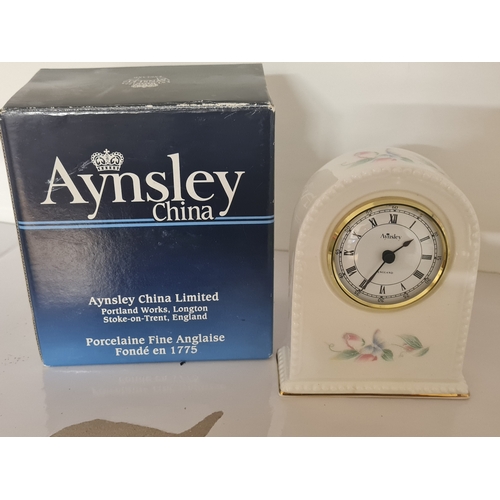 Aynsley
China
Aynsley China Limited
Portland Works, Longton
Stoke-on-Trent, England
Porcelaine Fine Anglaise
Fondé en 1775
Aynsley